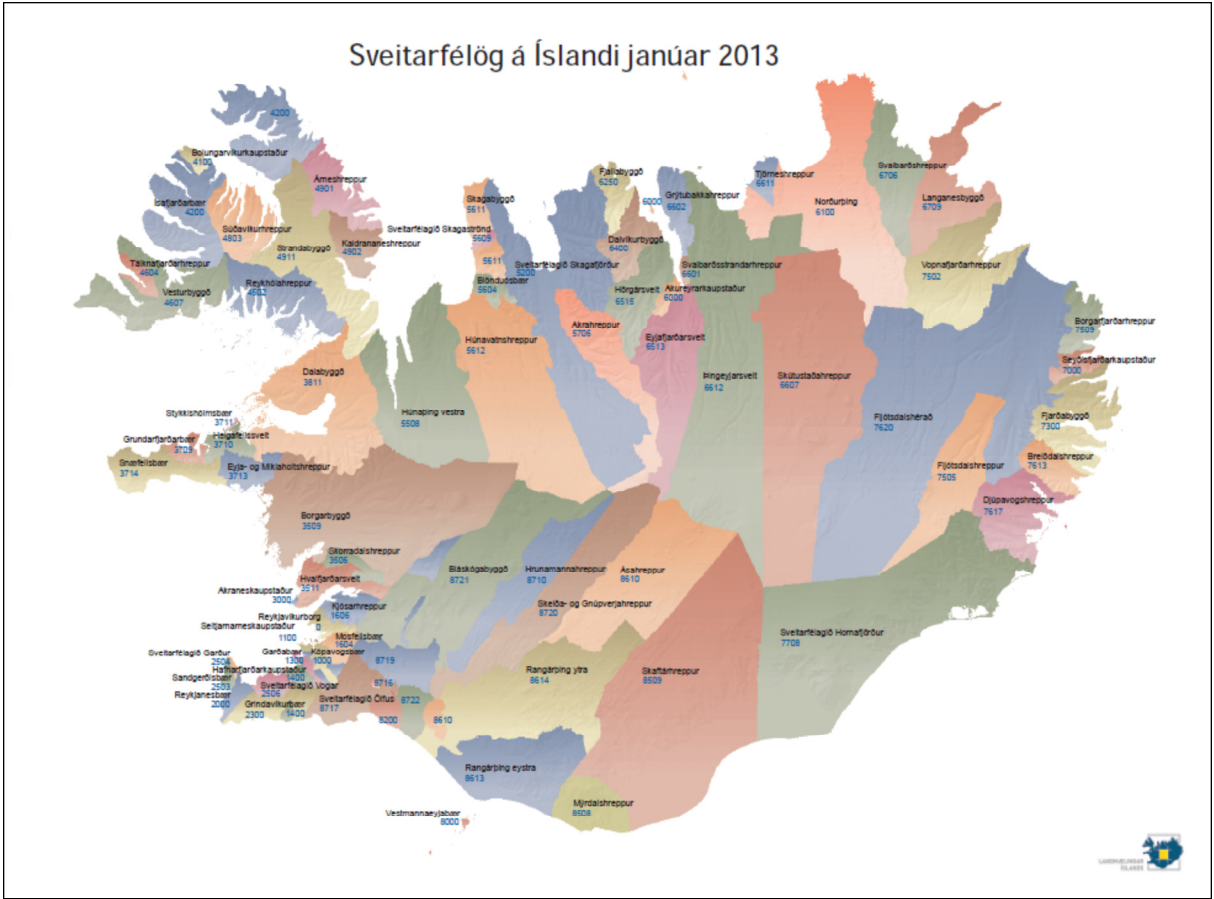 Sveitarfélög á Íslandi janúar 2013
4200
Bolungarvíkurkaupstaður
4100
Árneshreppur
4901
Ísafjarðarbær
4200
Súðavíkurhreppur
4803
Strandabyggð
4911
Kaldrananeshreppur
4902
Tálknafjarðarhreppur
4604
Vesturbyggð
4607
Reykhólahreppur
4502
Skagabyggð
5611
Sveitarfélagið Skagaströnd
5609
5611
Blönduósbær
5604
Sveitarfélagið Skagafjörður
5200
Fjallabyggð
6250
6000
Dalvíkurbyggð
6400
Hörgársveit
6515
Grýtubakkahreppur
6602
Svalbarðsstrandarhreppur
6601
Akureyrarkaupstaður
6000
Tjörneshreppur
6611
Norðurþing
6100
Svalbarðshreppur
6706
Langanesbyggð
6709
Vopnafjarðarhreppur
7502
Borgarfjarðarhreppur
7509
Seyðisfjarðarkaupstaður
7000
Akrahreppur
5706
Eyjafjarðarsveit
6513
Húnavatnshreppur
5612
Dalabyggð
3811
Húnaþing vestra
5508
Þingeyjarsveit
6612
Skútustaðahreppur
6607
Fljótsdalshérað
7620
Fjarðabyggð
7300
Fljótsdalshreppur
7505
Breiðdalshreppur
7613
Djúpavogshreppur
7617
Stykkishólmsbær
3711
Grundarfjarðarbær
3709
Helgafellssveit
3710
Snæfellsbær
3714
Eyja- og Miklaholtshreppur
3713
Borgarbyggð
3609
Skorradalshreppur
3506
Hvalfjarðarsveit
3511
Akraneskaupstaður
3000
Kjósarhreppur
1606
Reykjavíkurborg
0
Seltjarnarneskaupstaður
1100
Mosfellsbær
1604
Bláskógabyggð
8721
Hrunamannahreppur
8710
Ásahreppur
8610
Skeiða- og Gnúpverjahreppur
8720
Sveitarfélagið Hornafjörður
7708
Sveitarfélagið Garður
2504
Garðabær
1300
Kópavogsbær
1000
8719
Hafnarfjarðarkaupstaður
1400
Sandgerðisbær
2503
Sveitarfélagið Vogar
2506
8716
Reykjanesbær
2000
Grindavíkurbær
2300
1400
Sveitarfélagið Ölfus
8717
8722
8200
8610
Rangárþing ytra
8614
Skaftárhreppur
8509
Rangárþing eystra
8613
Mýrdalshreppur
8508
Vestmannaeyjabær
8000
LANDMÆLINGAR
ÍSLANDS